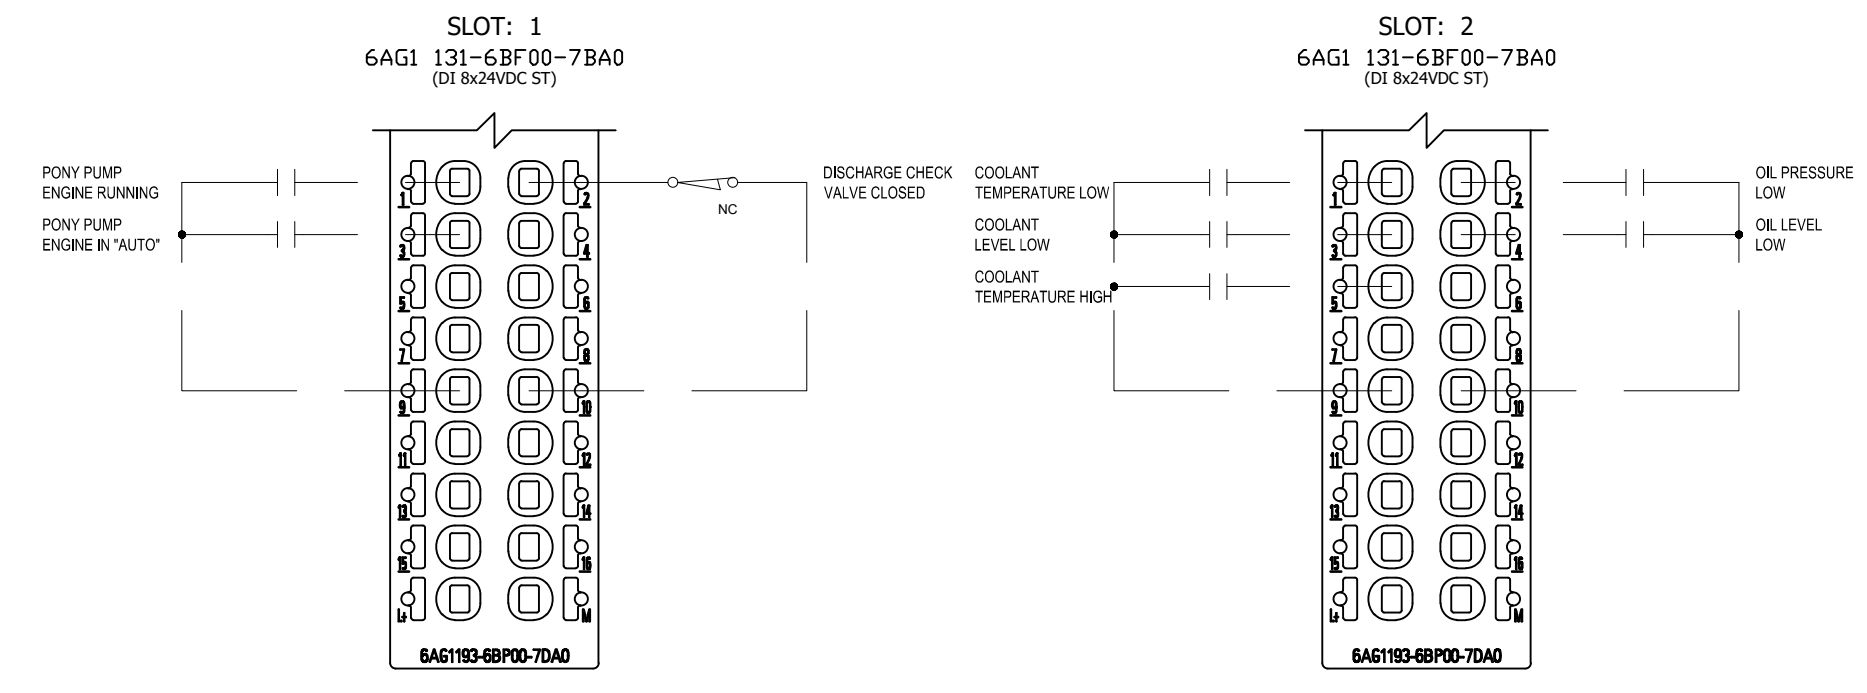 SLOT: 1
6AG1 131-6BF00-7BA0
(DI 8x24VDC ST)
PONY PUMP
ENGINE RUNNING
PONY PUMP
ENGINE IN "AUTO"
DISCHARGE CHECK
VALVE CLOSED
NC
1
2
3
4
5
6
7
8
9
10
11
12
13
14
15
16
L+
M
6AG1193-6BP00-7DA0
SLOT: 2
6AG1 131-6BF00-7BA0
(DI 8x24VDC ST)
COOLANT
TEMPERATURE LOW
COOLANT
LEVEL LOW
COOLANT
TEMPERATURE HIGH
OIL PRESSURE
LOW
OIL LEVEL
LOW
1
2
3
4
5
6
7
8
9
10
11
12
13
14
15
16
L+
M
6AG1193-6BP00-7DA0